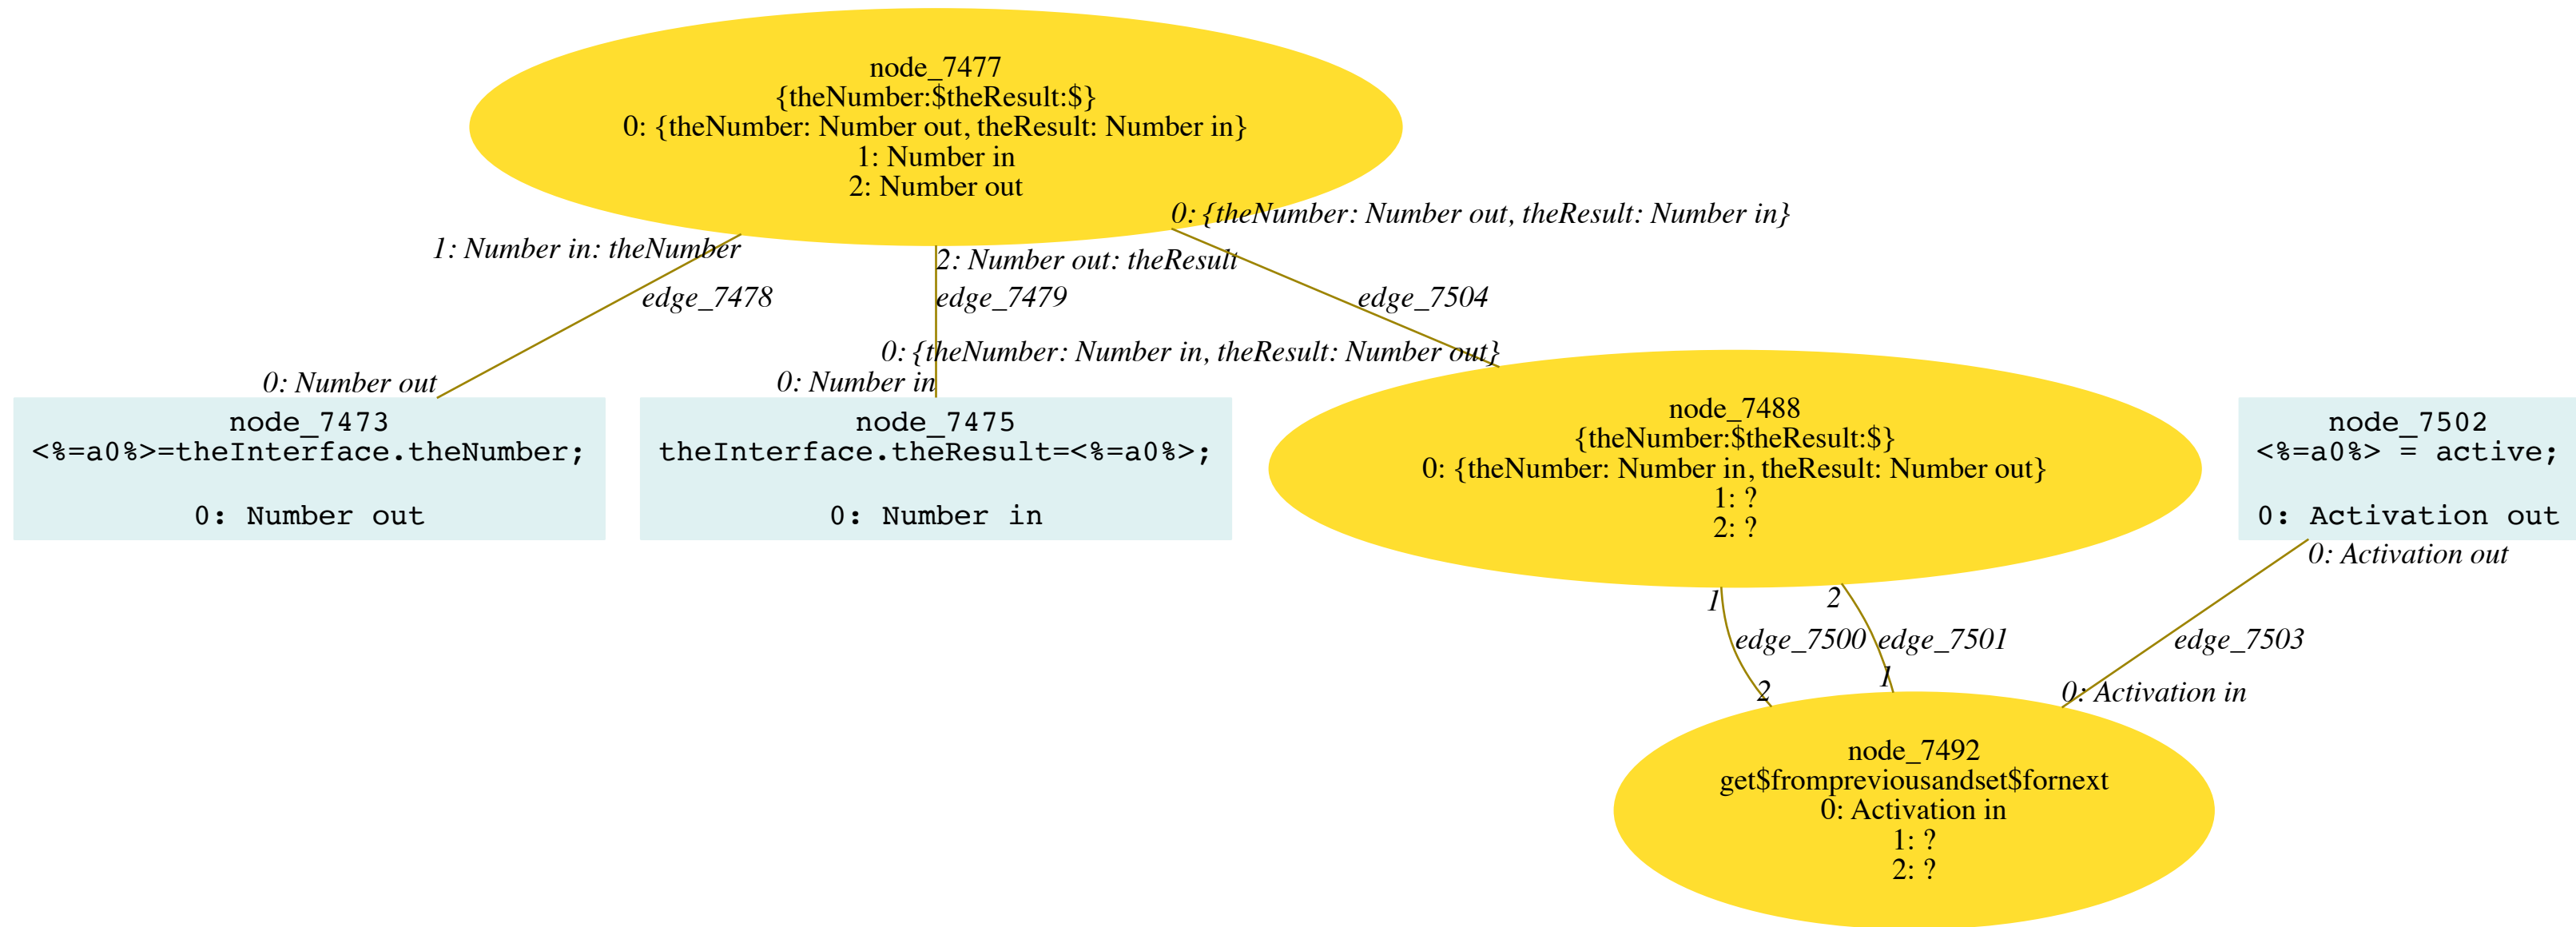 node_7477
{theNumber:$theResult:$}
0: {theNumber: Number out, theResult: Number in}
1: Number in
2: Number out
0: {theNumber: Number out, theResult: Number in}
1: Number in: theNumber
2: Number out: theResult
edge_7478
edge_7479
edge_7504
0: {theNumber: Number in, theResult: Number out}
0: Number out
0: Number in
node_7473
<%=a0%>=theInterface.theNumber;
0: Number out
node_7475
theInterface.theResult=<%=a0%>;
0: Number in
node_7488
{theNumber:$theResult:$}
0: {theNumber: Number in, theResult: Number out}
1: ?
2: ?
node_7502
<%=a0%> = active;
0: Activation out
0: Activation out
1
2
edge_7500
edge_7501
edge_7503
2
1
0: Activation in
node_7492
get$frompreviousandset$fornext
0: Activation in
1: ?
2: ?